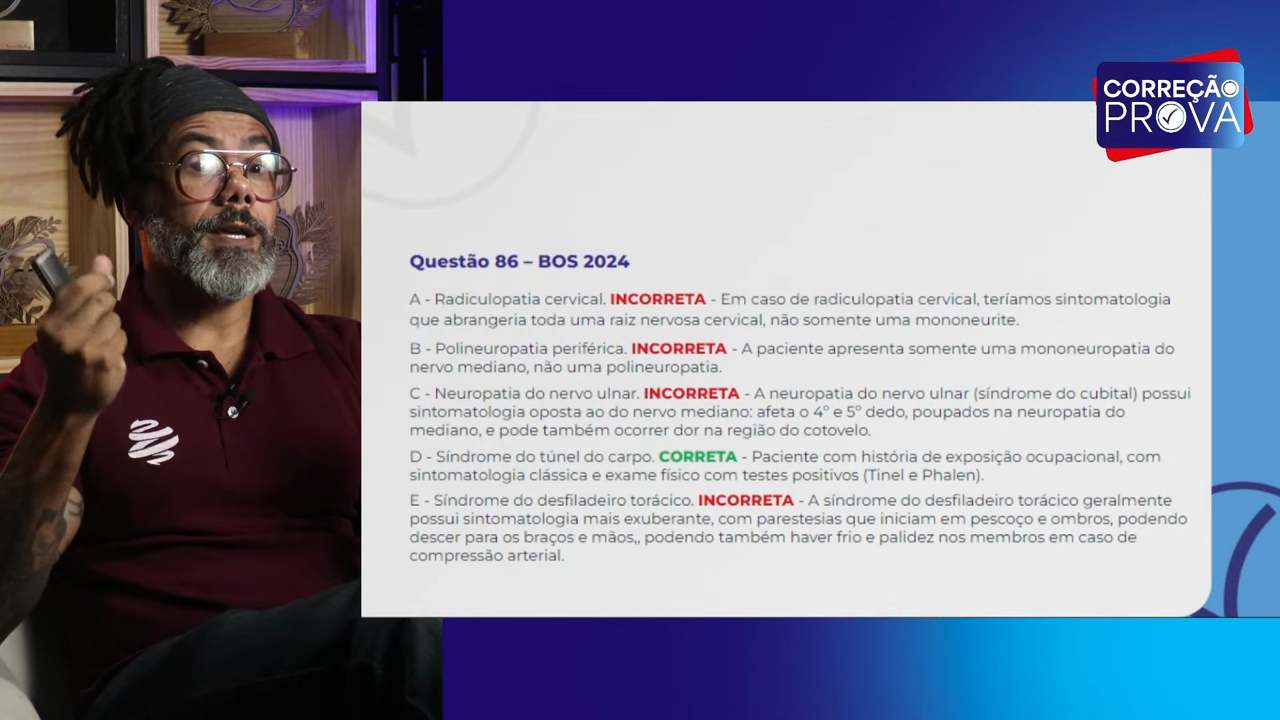 CORREÇÃO
PROVA
Questão 86 – BOS 2024
A - Radiculopatia cervical. INCORRETA - Em caso de radiculopatia cervical, teríamos sintomatologia
que abrangeria toda uma raiz nervosa cervical, não somente uma mononeurite.
B - Polineuropatia periférica. INCORRETA - A paciente apresenta somente uma mononeuropatia do
nervo mediano, não uma polineuropatia.
C - Neuropatia do nervo ulnar. INCORRETA - A neuropatia do nervo ulnar (síndrome do cubital) possui
sintomatologia oposta ao do nervo mediano: afeta o 4º e 5º dedo, poupados na neuropatia do
mediano, e pode também ocorrer dor na região do cotovelo.
D - Síndrome do túnel do carpo. CORRETA - Paciente com história de exposição ocupacional, com
sintomatologia clássica e exame físico com testes positivos (Tinel e Phalen).
E - Síndrome do desfiladeiro torácico. INCORRETA - A síndrome do desfiladeiro torácico geralmente
possui sintomatologia mais exuberante, com parestesias que iniciam em pescoço e ombros, podendo
descer para os braços e mãos,, podendo também haver frio e palidez nos membros em caso de
compressão arterial.